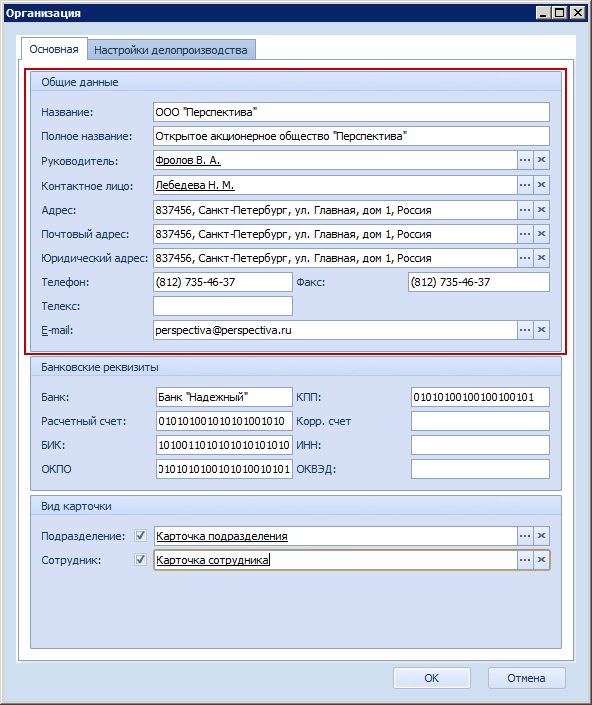 Организация
Основная Настройки делопроизводства
Общие данные
Название: ООО "Перспектива"
Полное название: Открытое акционерное общество "Перспектива"
Руководитель: Фролов В. А.
Контактное лицо: Лебедева Н. М.
Адрес: 837456, Санкт-Петербург, ул. Главная, дом 1, Россия
Почтовый адрес: 837456, Санкт-Петербург, ул. Главная, дом 1, Россия
Юридический адрес: 837456, Санкт-Петербург, ул. Главная, дом 1, Россия
Телефон: (812) 735-46-37 Факс: (812) 735-46-37
Телекс:
E-mail: perspectiva@perspectiva.ru
Банковские реквизиты
Банк: Банк "Надежный" КПП: 01010100100100100101
Расчетный счет: 010101001010101001010 Корр. счет
БИК: 1010011010101010101010 ИНН:
ОКПО 0101010100101010010101 ОКВЭД:
Вид карточки
Подразделение: Карточка подразделения
Сотрудник: Карточка сотрудника
OK Отмена